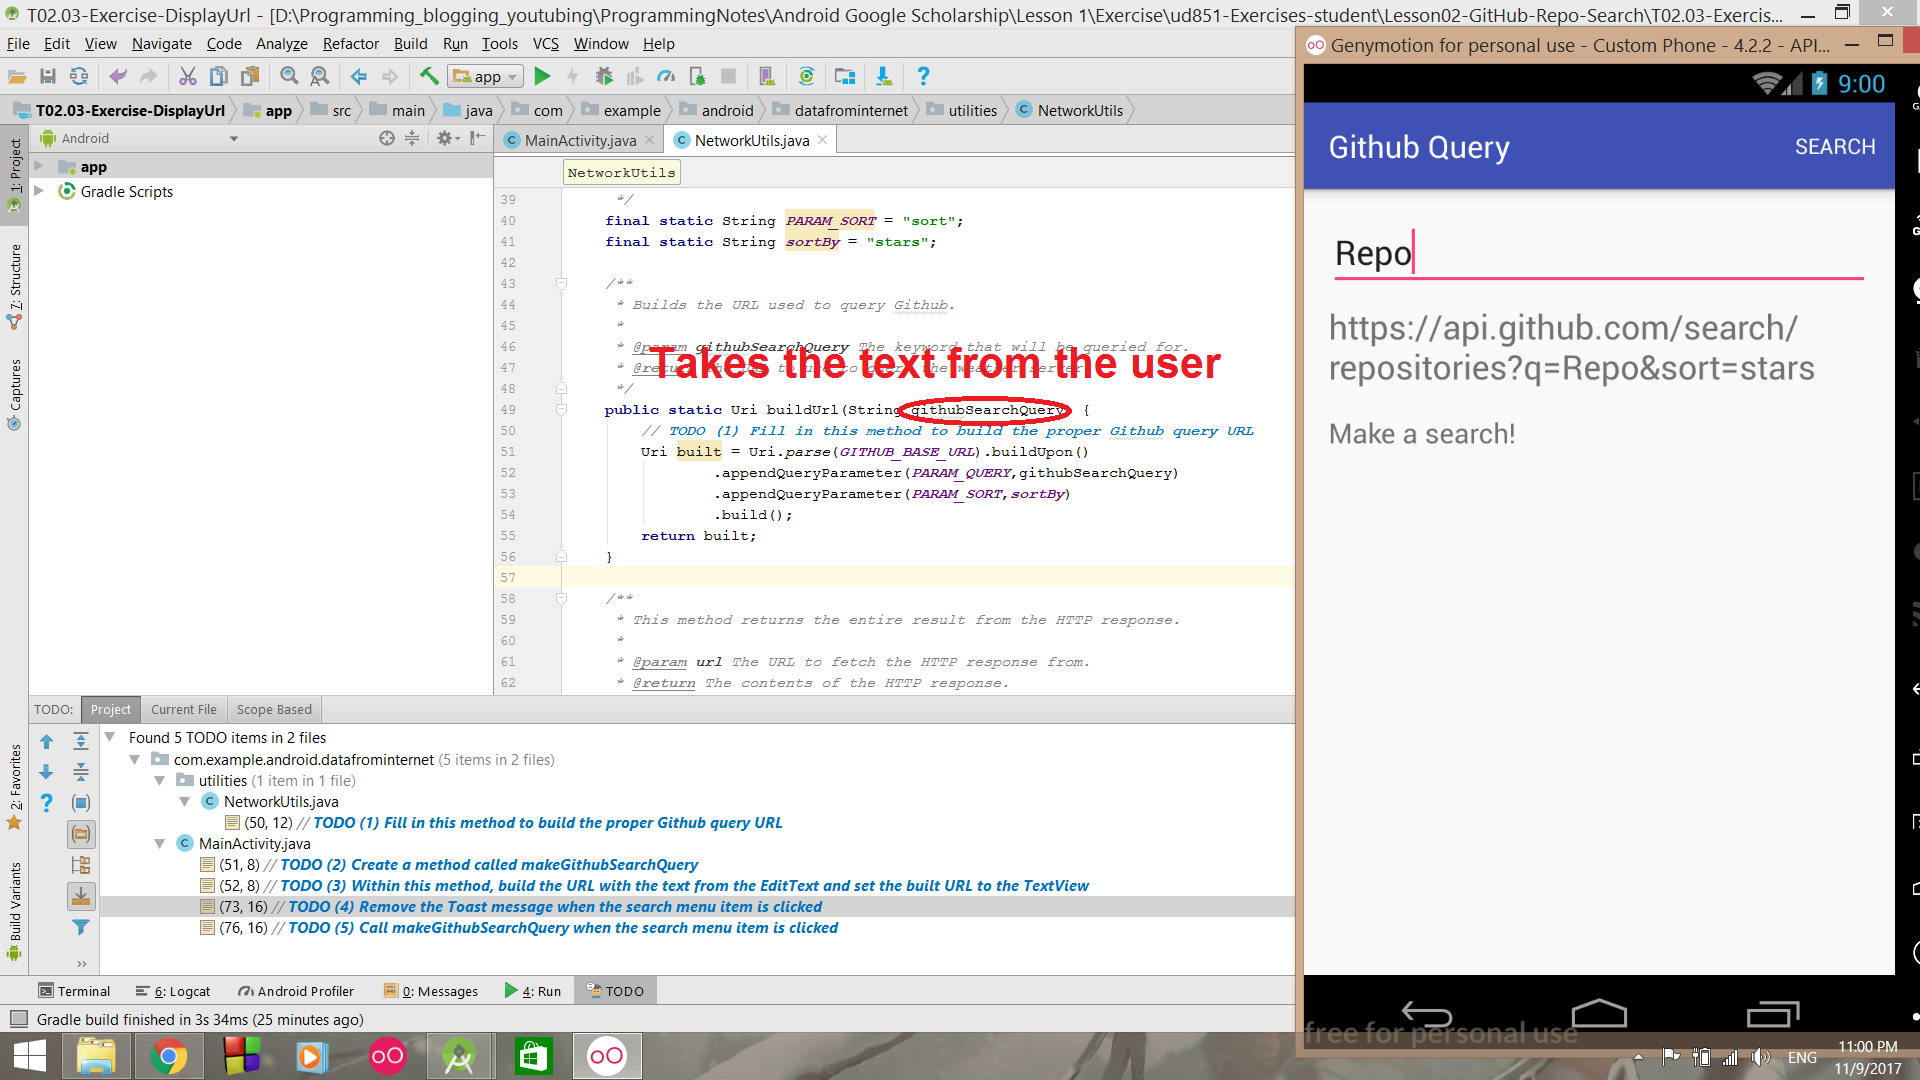 T02.03-Exercise-DisplayUrl - [D:\Programming_blogging_youtubing\ProgrammingNotes\Android Google Scholarship\Lesson 1\Exercise\ud851-Exercises-student\Lesson02-GitHub-Repo-Search\T02.03-Exercis...
File Edit View Navigate Code Analyze Refactor Build Run Tools VCS Window Help
app
T02.03-Exercise-DisplayUrl app src main java com example android datafrominternet utilities NetworkUtils
Android
MainActivity.java NetworkUtils.java
1: Project
7: Structure
Captures
2: Favorites
Build Variants
app
Gradle Scripts
NetworkUtils
39 */
40 final static String PARAM_SORT = "sort";
41 final static String sortBy = "stars";
42
43 /**
44 * Builds the URL used to query Github.
45 *
46 * @param githubSearchQuery The keyword that will be queried for.
Takes the text from the user
47 * @return The URL to use to query the weather server
48 */
49 public static Uri buildUrl(String githubSearchQuery) {
50 // TODO (1) Fill in this method to build the proper Github query URL
51 Uri built = Uri.parse(GITHUB_BASE_URL).buildUpon()
52 .appendQueryParameter(PARAM_QUERY,githubSearchQuery)
53 .appendQueryParameter(PARAM_SORT,sortBy)
54 .build();
55 return built;
56 }
57
58 /**
59 * This method returns the entire result from the HTTP response.
60 *
61 * @param url The URL to fetch the HTTP response from.
62 * @return The contents of the HTTP response.
TODO: Project Current File Scope Based
Found 5 TODO items in 2 files
com.example.android.datafrominternet (5 items in 2 files)
utilities (1 item in 1 file)
NetworkUtils.java
(50, 12) // TODO (1) Fill in this method to build the proper Github query URL
MainActivity.java
(51, 8) // TODO (2) Create a method called makeGithubSearchQuery
(52, 8) // TODO (3) Within this method, build the URL with the text from the EditText and set the built URL to the TextView
(73, 16) // TODO (4) Remove the Toast message when the search menu item is clicked
(76, 16) // TODO (5) Call makeGithubSearchQuery when the search menu item is clicked
Terminal 6: Logcat Android Profiler 0: Messages 4: Run TODO
Gradle build finished in 3s 34ms (25 minutes ago)
Genymotion for personal use - Custom Phone - 4.2.2 - API...
9:00
Github Query SEARCH
Repo
https://api.github.com/search/
repositories?q=Repo&sort=stars
Make a search!
free for personal use
ENG
11:00 PM
11/9/2017